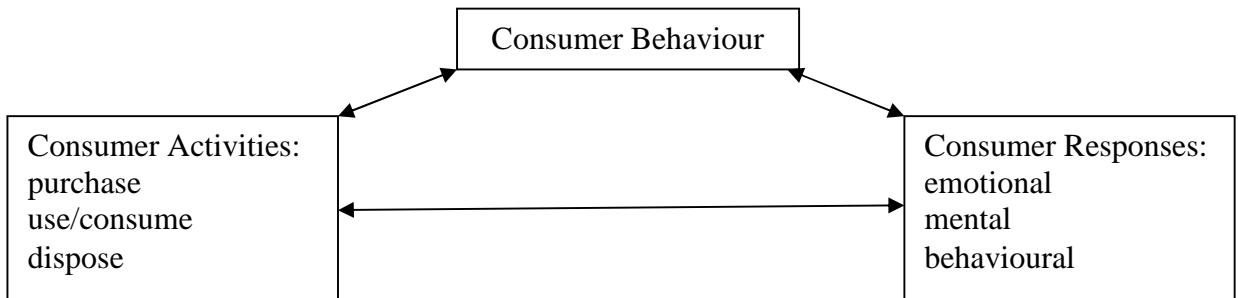 Consumer Behaviour
Consumer Activities:
purchase
use/consume
dispose
Consumer Responses:
emotional
mental
behavioural